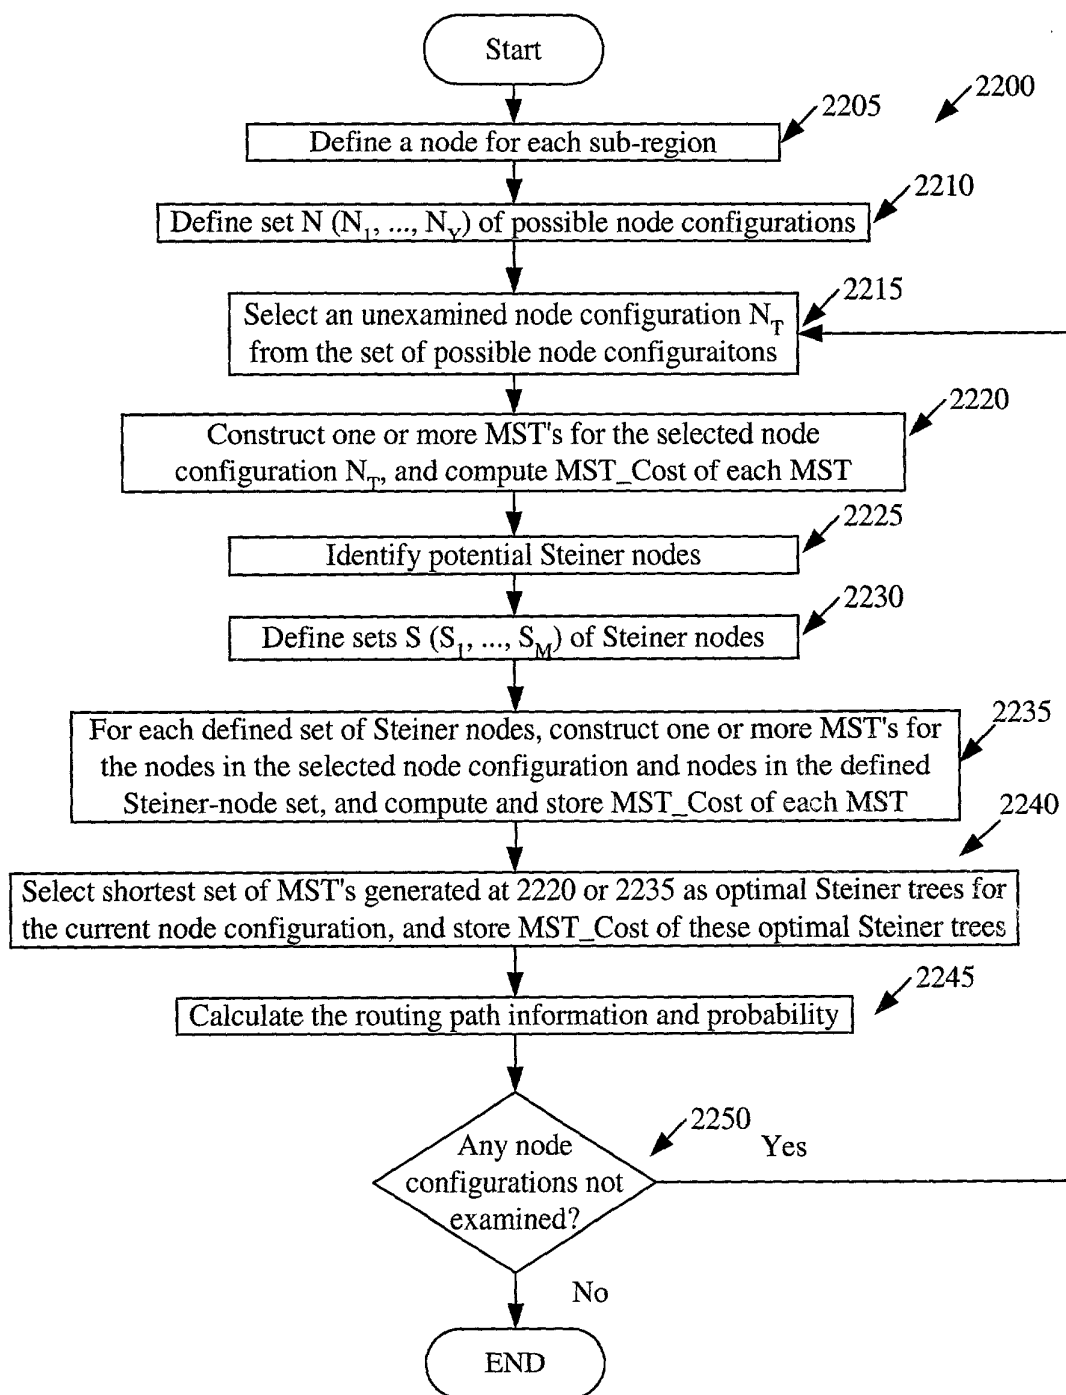 Start
2200
2205
Define a node for each sub-region
2210
Define set N (N1, ..., NY) of possible node configurations
2215
Select an unexamined node configuration NT
from the set of possible node configuraitons
2220
Construct one or more MST's for the selected node
configuration NT, and compute MST_Cost of each MST
2225
Identify potential Steiner nodes
2230
Define sets S (S1, ..., SM) of Steiner nodes
2235
For each defined set of Steiner nodes, construct one or more MST's for
the nodes in the selected node configuration and nodes in the defined
Steiner-node set, and compute and store MST_Cost of each MST
2240
Select shortest set of MST's generated at 2220 or 2235 as optimal Steiner trees for
the current node configuration, and store MST_Cost of these optimal Steiner trees
2245
Calculate the routing path information and probability
2250
Any node
configurations not
examined?
Yes
No
END